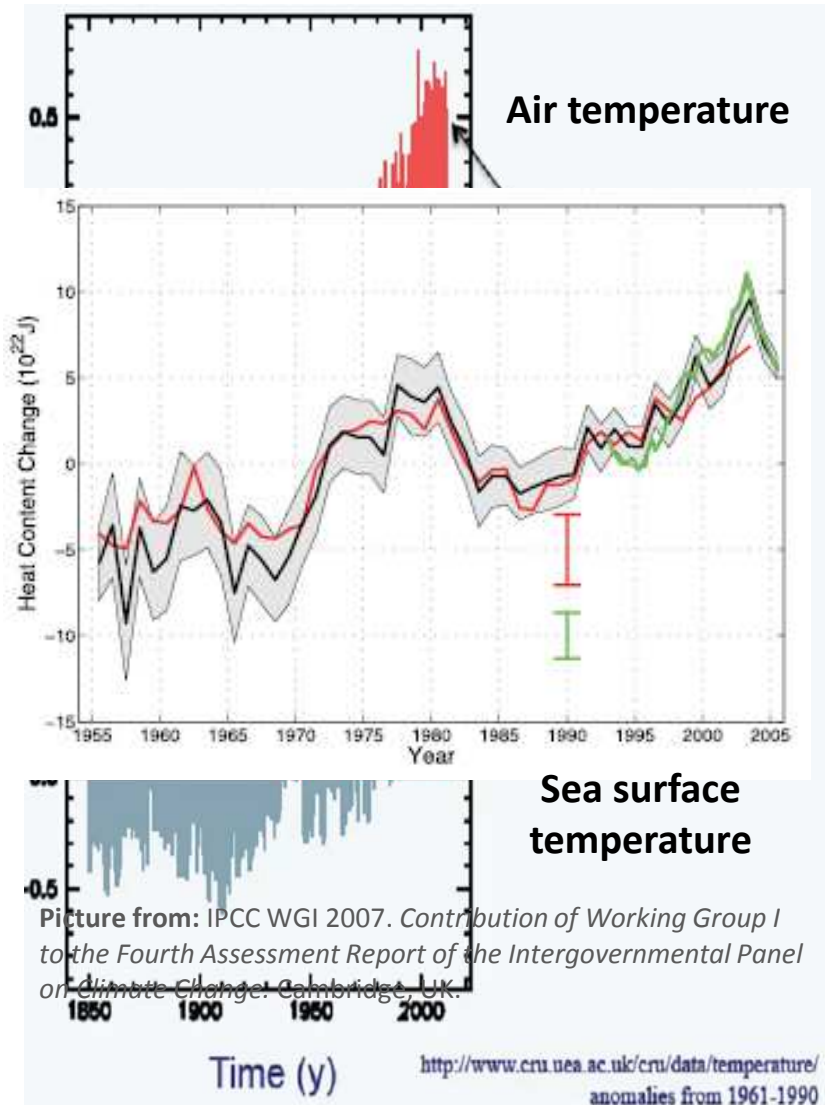 0.5
Air temperature
15
10
5
0
−5
−10
−15
Heat Content Change (10²²J)
1955 1960 1965 1970 1975 1980 1985 1990 1995 2000 2005
Year
Sea surface
temperature
-0.5
Picture from: IPCC WGI 2007. Contribution of Working Group I
to the Fourth Assessment Report of the Intergovernmental Panel
on Climate Change. Cambridge, UK.
1850 1900 1950 2000
Time (y)
http://www.cru.uea.ac.uk/cru/data/temperature/
anomalies from 1961-1990